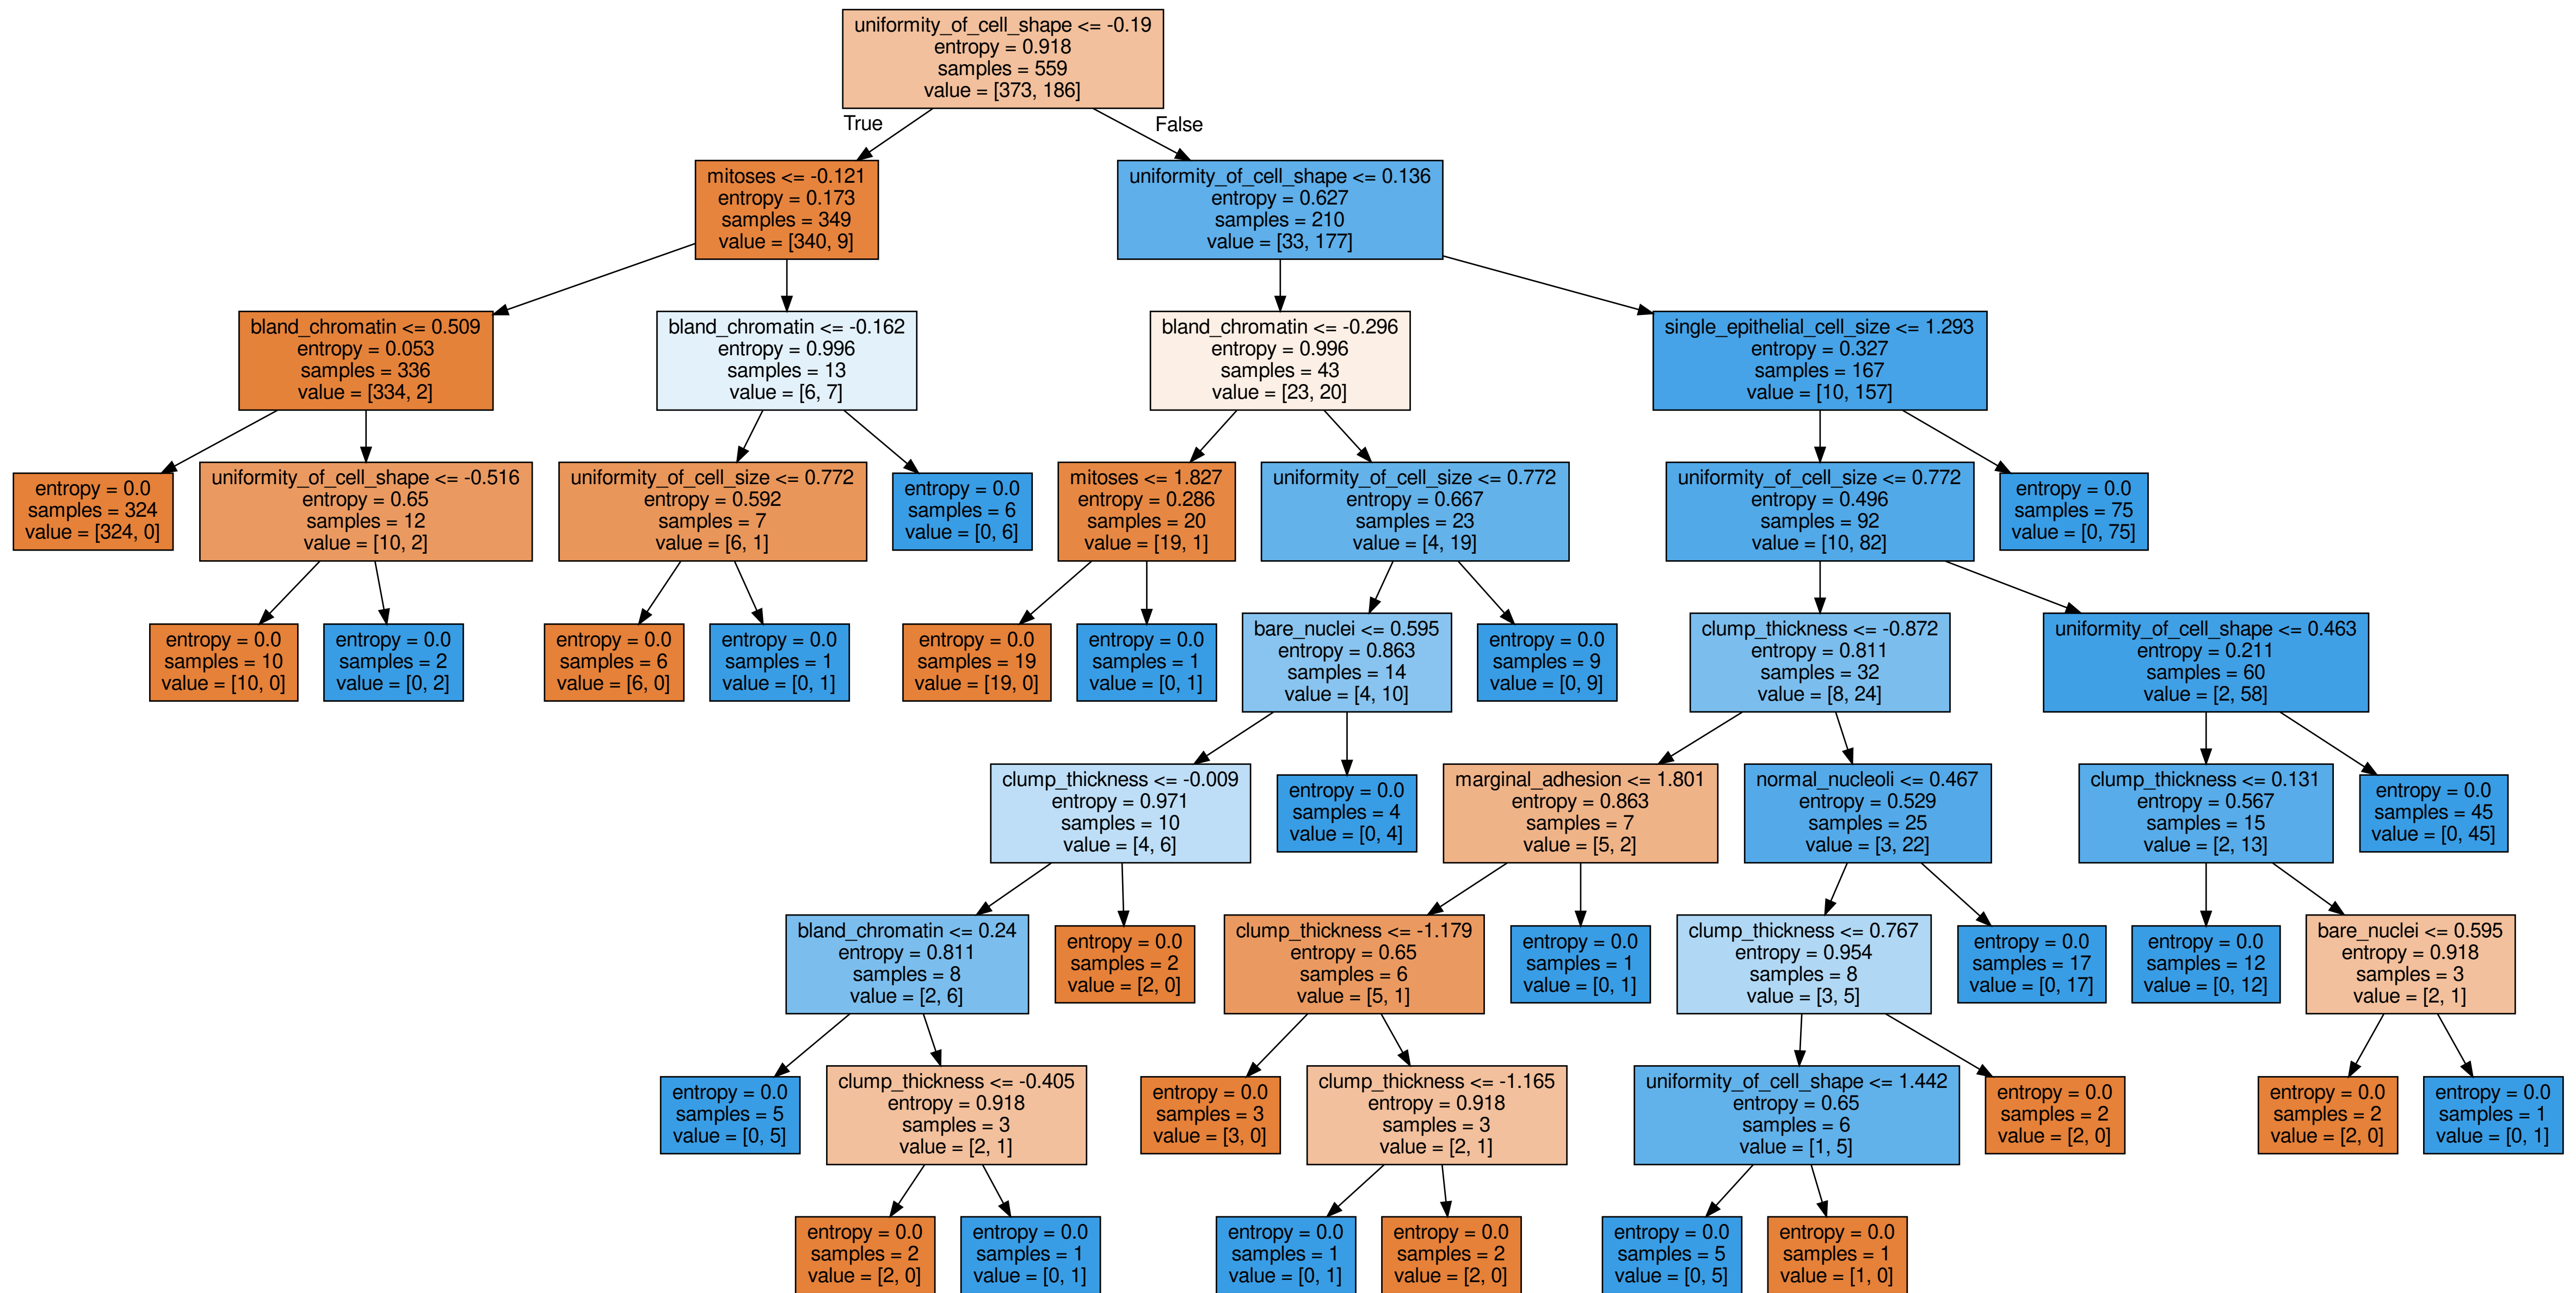 uniformity_of_cell_shape <= -0.19
entropy = 0.918
samples = 559
value = [373, 186]
True
False
mitoses <= -0.121
entropy = 0.173
samples = 349
value = [340, 9]
uniformity_of_cell_shape <= 0.136
entropy = 0.627
samples = 210
value = [33, 177]
bland_chromatin <= 0.509
entropy = 0.053
samples = 336
value = [334, 2]
bland_chromatin <= -0.162
entropy = 0.996
samples = 13
value = [6, 7]
bland_chromatin <= -0.296
entropy = 0.996
samples = 43
value = [23, 20]
single_epithelial_cell_size <= 1.293
entropy = 0.327
samples = 167
value = [10, 157]
entropy = 0.0
samples = 324
value = [324, 0]
uniformity_of_cell_shape <= -0.516
entropy = 0.65
samples = 12
value = [10, 2]
uniformity_of_cell_size <= 0.772
entropy = 0.592
samples = 7
value = [6, 1]
entropy = 0.0
samples = 6
value = [0, 6]
mitoses <= 1.827
entropy = 0.286
samples = 20
value = [19, 1]
uniformity_of_cell_size <= 0.772
entropy = 0.667
samples = 23
value = [4, 19]
uniformity_of_cell_size <= 0.772
entropy = 0.496
samples = 92
value = [10, 82]
entropy = 0.0
samples = 75
value = [0, 75]
entropy = 0.0
samples = 10
value = [10, 0]
entropy = 0.0
samples = 2
value = [0, 2]
entropy = 0.0
samples = 6
value = [6, 0]
entropy = 0.0
samples = 1
value = [0, 1]
entropy = 0.0
samples = 19
value = [19, 0]
entropy = 0.0
samples = 1
value = [0, 1]
bare_nuclei <= 0.595
entropy = 0.863
samples = 14
value = [4, 10]
entropy = 0.0
samples = 9
value = [0, 9]
clump_thickness <= -0.872
entropy = 0.811
samples = 32
value = [8, 24]
uniformity_of_cell_shape <= 0.463
entropy = 0.211
samples = 60
value = [2, 58]
clump_thickness <= -0.009
entropy = 0.971
samples = 10
value = [4, 6]
entropy = 0.0
samples = 4
value = [0, 4]
marginal_adhesion <= 1.801
entropy = 0.863
samples = 7
value = [5, 2]
normal_nucleoli <= 0.467
entropy = 0.529
samples = 25
value = [3, 22]
clump_thickness <= 0.131
entropy = 0.567
samples = 15
value = [2, 13]
entropy = 0.0
samples = 45
value = [0, 45]
bland_chromatin <= 0.24
entropy = 0.811
samples = 8
value = [2, 6]
entropy = 0.0
samples = 2
value = [2, 0]
clump_thickness <= -1.179
entropy = 0.65
samples = 6
value = [5, 1]
entropy = 0.0
samples = 1
value = [0, 1]
clump_thickness <= 0.767
entropy = 0.954
samples = 8
value = [3, 5]
entropy = 0.0
samples = 17
value = [0, 17]
entropy = 0.0
samples = 12
value = [0, 12]
bare_nuclei <= 0.595
entropy = 0.918
samples = 3
value = [2, 1]
entropy = 0.0
samples = 5
value = [0, 5]
clump_thickness <= -0.405
entropy = 0.918
samples = 3
value = [2, 1]
entropy = 0.0
samples = 3
value = [3, 0]
clump_thickness <= -1.165
entropy = 0.918
samples = 3
value = [2, 1]
uniformity_of_cell_shape <= 1.442
entropy = 0.65
samples = 6
value = [1, 5]
entropy = 0.0
samples = 2
value = [2, 0]
entropy = 0.0
samples = 2
value = [2, 0]
entropy = 0.0
samples = 1
value = [0, 1]
entropy = 0.0
samples = 2
value = [2, 0]
entropy = 0.0
samples = 1
value = [0, 1]
entropy = 0.0
samples = 1
value = [0, 1]
entropy = 0.0
samples = 2
value = [2, 0]
entropy = 0.0
samples = 5
value = [0, 5]
entropy = 0.0
samples = 1
value = [1, 0]